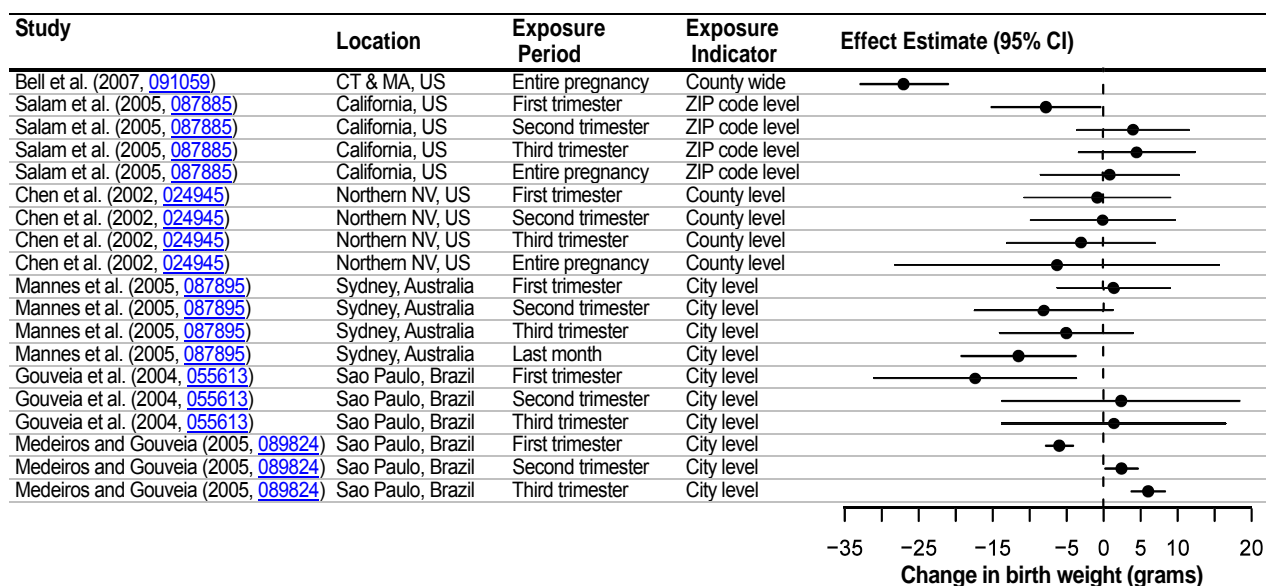 Study Location Exposure Period Exposure Indicator Effect Estimate (95% CI)
Bell et al. (2007, 091059) CT & MA, US Entire pregnancy County wide
Salam et al. (2005, 087885) California, US First trimester ZIP code level
Salam et al. (2005, 087885) California, US Second trimester ZIP code level
Salam et al. (2005, 087885) California, US Third trimester ZIP code level
Salam et al. (2005, 087885) California, US Entire pregnancy ZIP code level
Chen et al. (2002, 024945) Northern NV, US First trimester County level
Chen et al. (2002, 024945) Northern NV, US Second trimester County level
Chen et al. (2002, 024945) Northern NV, US Third trimester County level
Chen et al. (2002, 024945) Northern NV, US Entire pregnancy County level
Mannes et al. (2005, 087895) Sydney, Australia First trimester City level
Mannes et al. (2005, 087895) Sydney, Australia Second trimester City level
Mannes et al. (2005, 087895) Sydney, Australia Third trimester City level
Mannes et al. (2005, 087895) Sydney, Australia Last month City level
Gouveia et al. (2004, 055613) Sao Paulo, Brazil First trimester City level
Gouveia et al. (2004, 055613) Sao Paulo, Brazil Second trimester City level
Gouveia et al. (2004, 055613) Sao Paulo, Brazil Third trimester City level
Medeiros and Gouveia (2005, 089824) Sao Paulo, Brazil First trimester City level
Medeiros and Gouveia (2005, 089824) Sao Paulo, Brazil Second trimester City level
Medeiros and Gouveia (2005, 089824) Sao Paulo, Brazil Third trimester City level
−35 −25 −15 −5 0 5 10 20
Change in birth weight (grams)